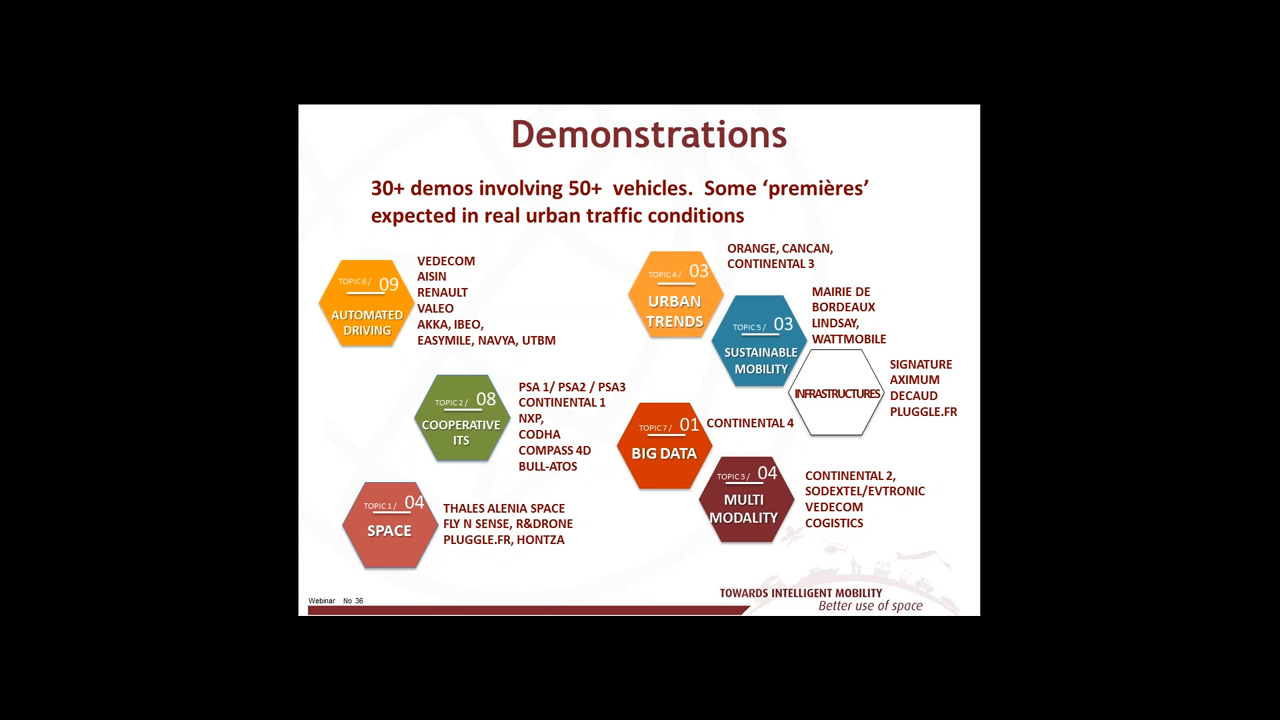 Demonstrations
30+ demos involving 50+ vehicles. Some ‘premières’
expected in real urban traffic conditions
TOPIC 6 / 09
AUTOMATED
DRIVING
VEDECOM
AISIN
RENAULT
VALEO
AKKA, IBEO,
EASYMILE, NAVYA, UTBM
TOPIC 4 / 03
URBAN
TRENDS
ORANGE, CANCAN,
CONTINENTAL 3
TOPIC 5 / 03
SUSTAINABLE
MOBILITY
MAIRIE DE
BORDEAUX
LINDSAY,
WATTMOBILE
INFRASTRUCTURES
SIGNATURE
AXIMUM
DECAUD
PLUGGLE.FR
TOPIC 2 / 08
COOPERATIVE
ITS
PSA 1/ PSA2 / PSA3
CONTINENTAL 1
NXP,
CODHA
COMPASS 4D
BULL-ATOS
TOPIC 7 / 01
BIG DATA
CONTINENTAL 4
TOPIC 3 / 04
MULTI
MODALITY
CONTINENTAL 2,
SODEXTEL/EVTRONIC
VEDECOM
COGISTICS
TOPIC 1 / 04
SPACE
THALES ALENIA SPACE
FLY N SENSE, R&DRONE
PLUGGLE.FR, HONTZA
Webinar No 36
TOWARDS INTELLIGENT MOBILITY
Better use of space